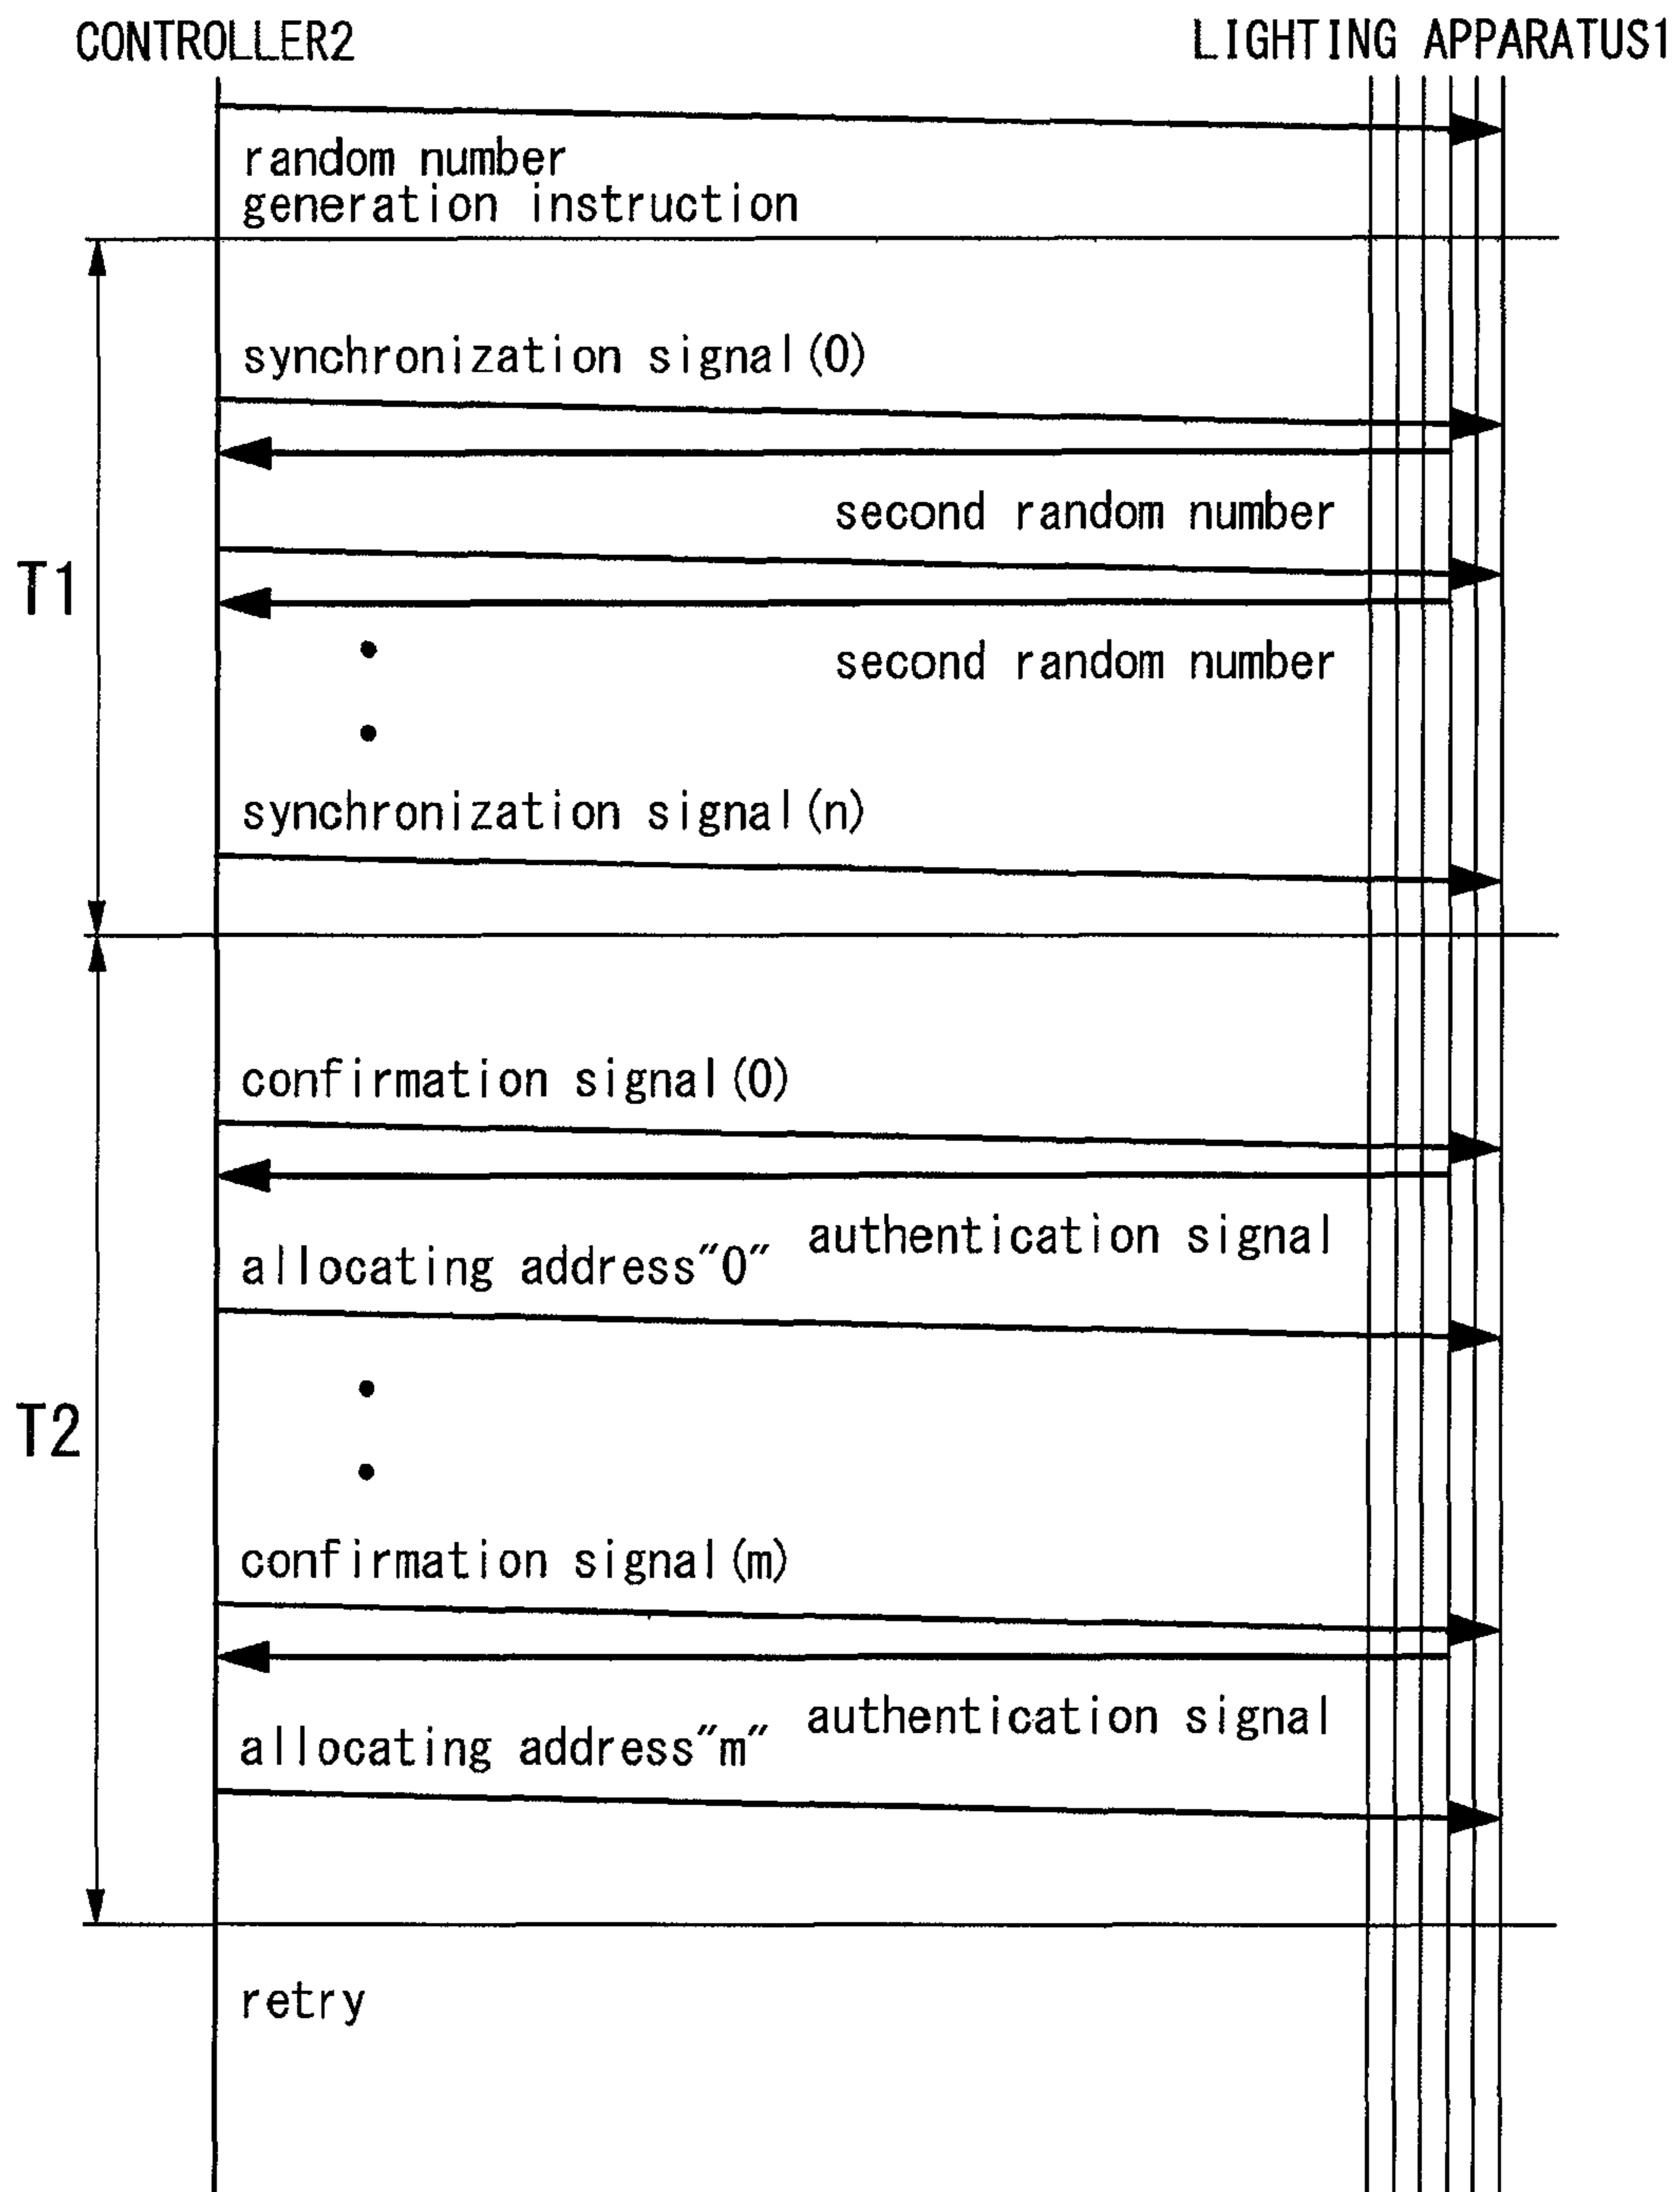 CONTROLLER2
LIGHTING APPARATUS1
random number
generation instruction
synchronization signal(0)
second random number
T1
second random number
synchronization signal(n)
confirmation signal(0)
authentication signal
allocating address"0"
T2
confirmation signal(m)
authentication signal
allocating address"m"
retry